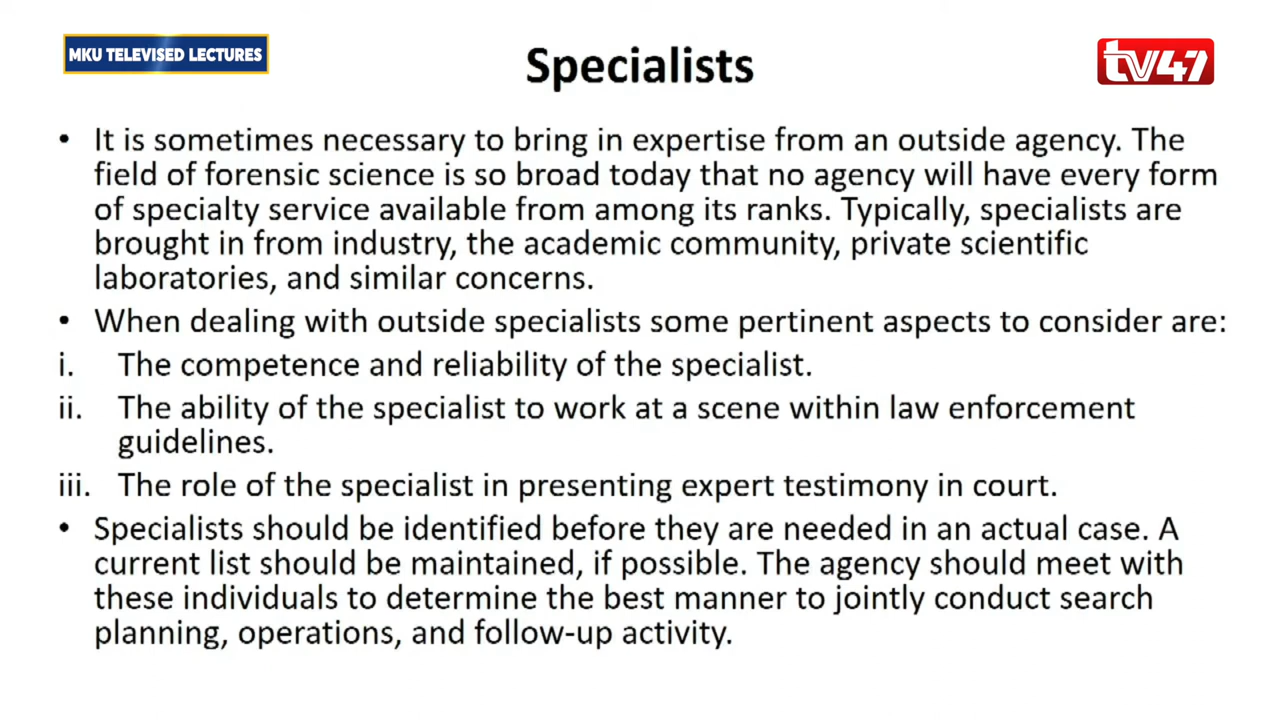 MKU TELEVISED LECTURES
Specialists
tv47
• It is sometimes necessary to bring in expertise from an outside agency. The
field of forensic science is so broad today that no agency will have every form
of specialty service available from among its ranks. Typically, specialists are
brought in from industry, the academic community, private scientific
laboratories, and similar concerns.
• When dealing with outside specialists some pertinent aspects to consider are:
i. The competence and reliability of the specialist.
ii. The ability of the specialist to work at a scene within law enforcement
guidelines.
iii. The role of the specialist in presenting expert testimony in court.
• Specialists should be identified before they are needed in an actual case. A
current list should be maintained, if possible. The agency should meet with
these individuals to determine the best manner to jointly conduct search
planning, operations, and follow-up activity.